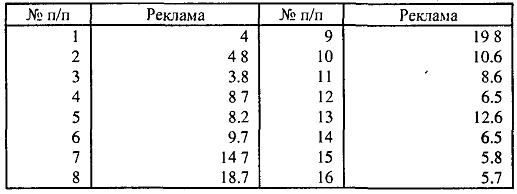 № п/п Реклама № п/п Реклама
1 4 9 19 8
2 4 8 10 10.6
3 3.8 11 8.6
4 8 7 12 6.5
5 8.2 13 12.6
6 9.7 14 6.5
7 14 7 15 5.8
8 18.7 16 5.7